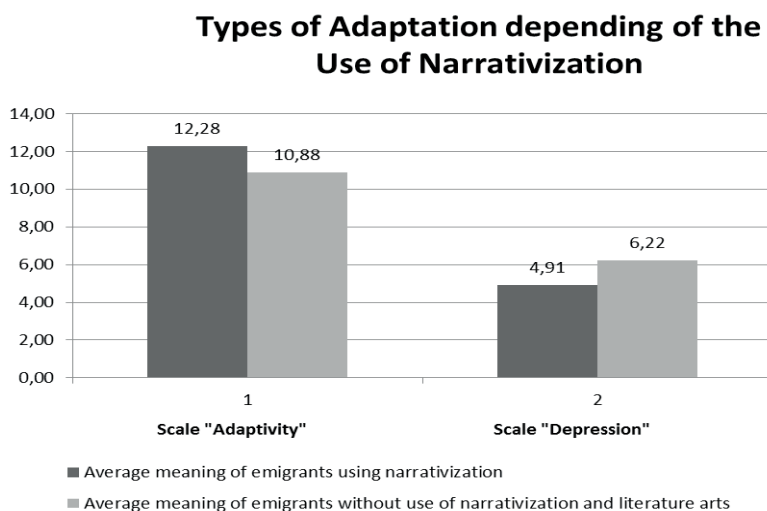 Types of Adaptation depending of the
Use of Narrativization
14,00
12,00
10,00
8,00
6,00
4,00
2,00
0,00
12,28
10,88
4,91
6,22
1
2
Scale "Adaptivity"
Scale "Depression"
Average meaning of emigrants using narrativization
Average meaning of emigrants without use of narrativization and literature arts